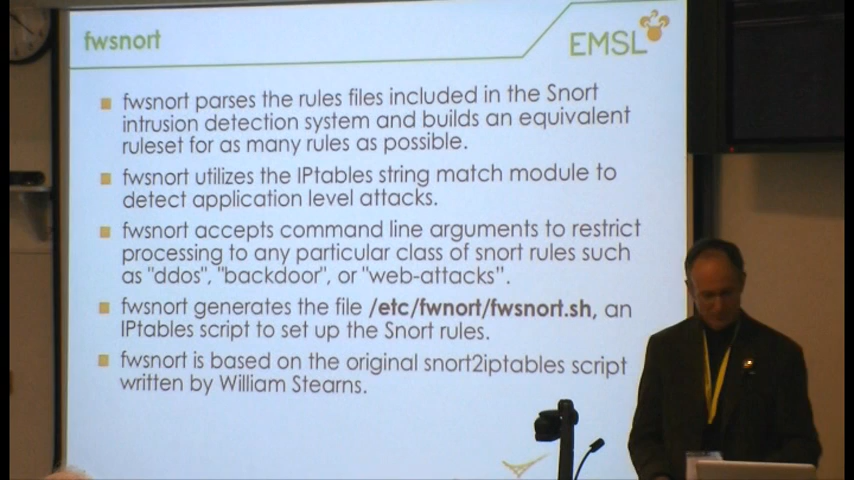 fwsnort
EMSL
fwsnort parses the rules files included in the Snort
intrusion detection system and builds an equivalent
ruleset for as many rules as possible.
fwsnort utilizes the IPtables string match module to
detect application level attacks.
fwsnort accepts command line arguments to restrict
processing to any particular class of snort rules such
as "ddos", "backdoor", or "web-attacks".
fwsnort generates the file /etc/fwnort/fwsnort.sh, an
IPtables script to set up the Snort rules.
fwsnort is based on the original snort2iptables script
written by William Stearns.